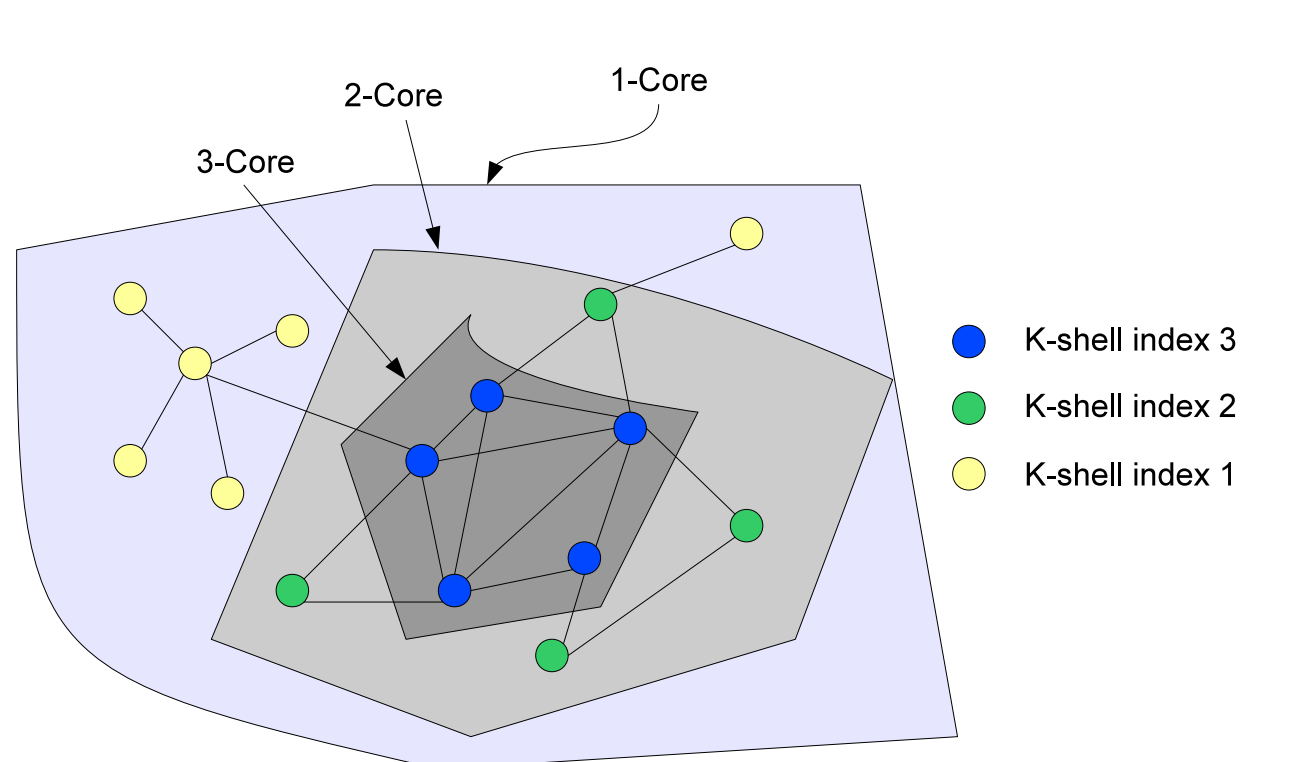 1-Core
2-Core
3-Core
K-shell index 3
K-shell index 2
K-shell index 1